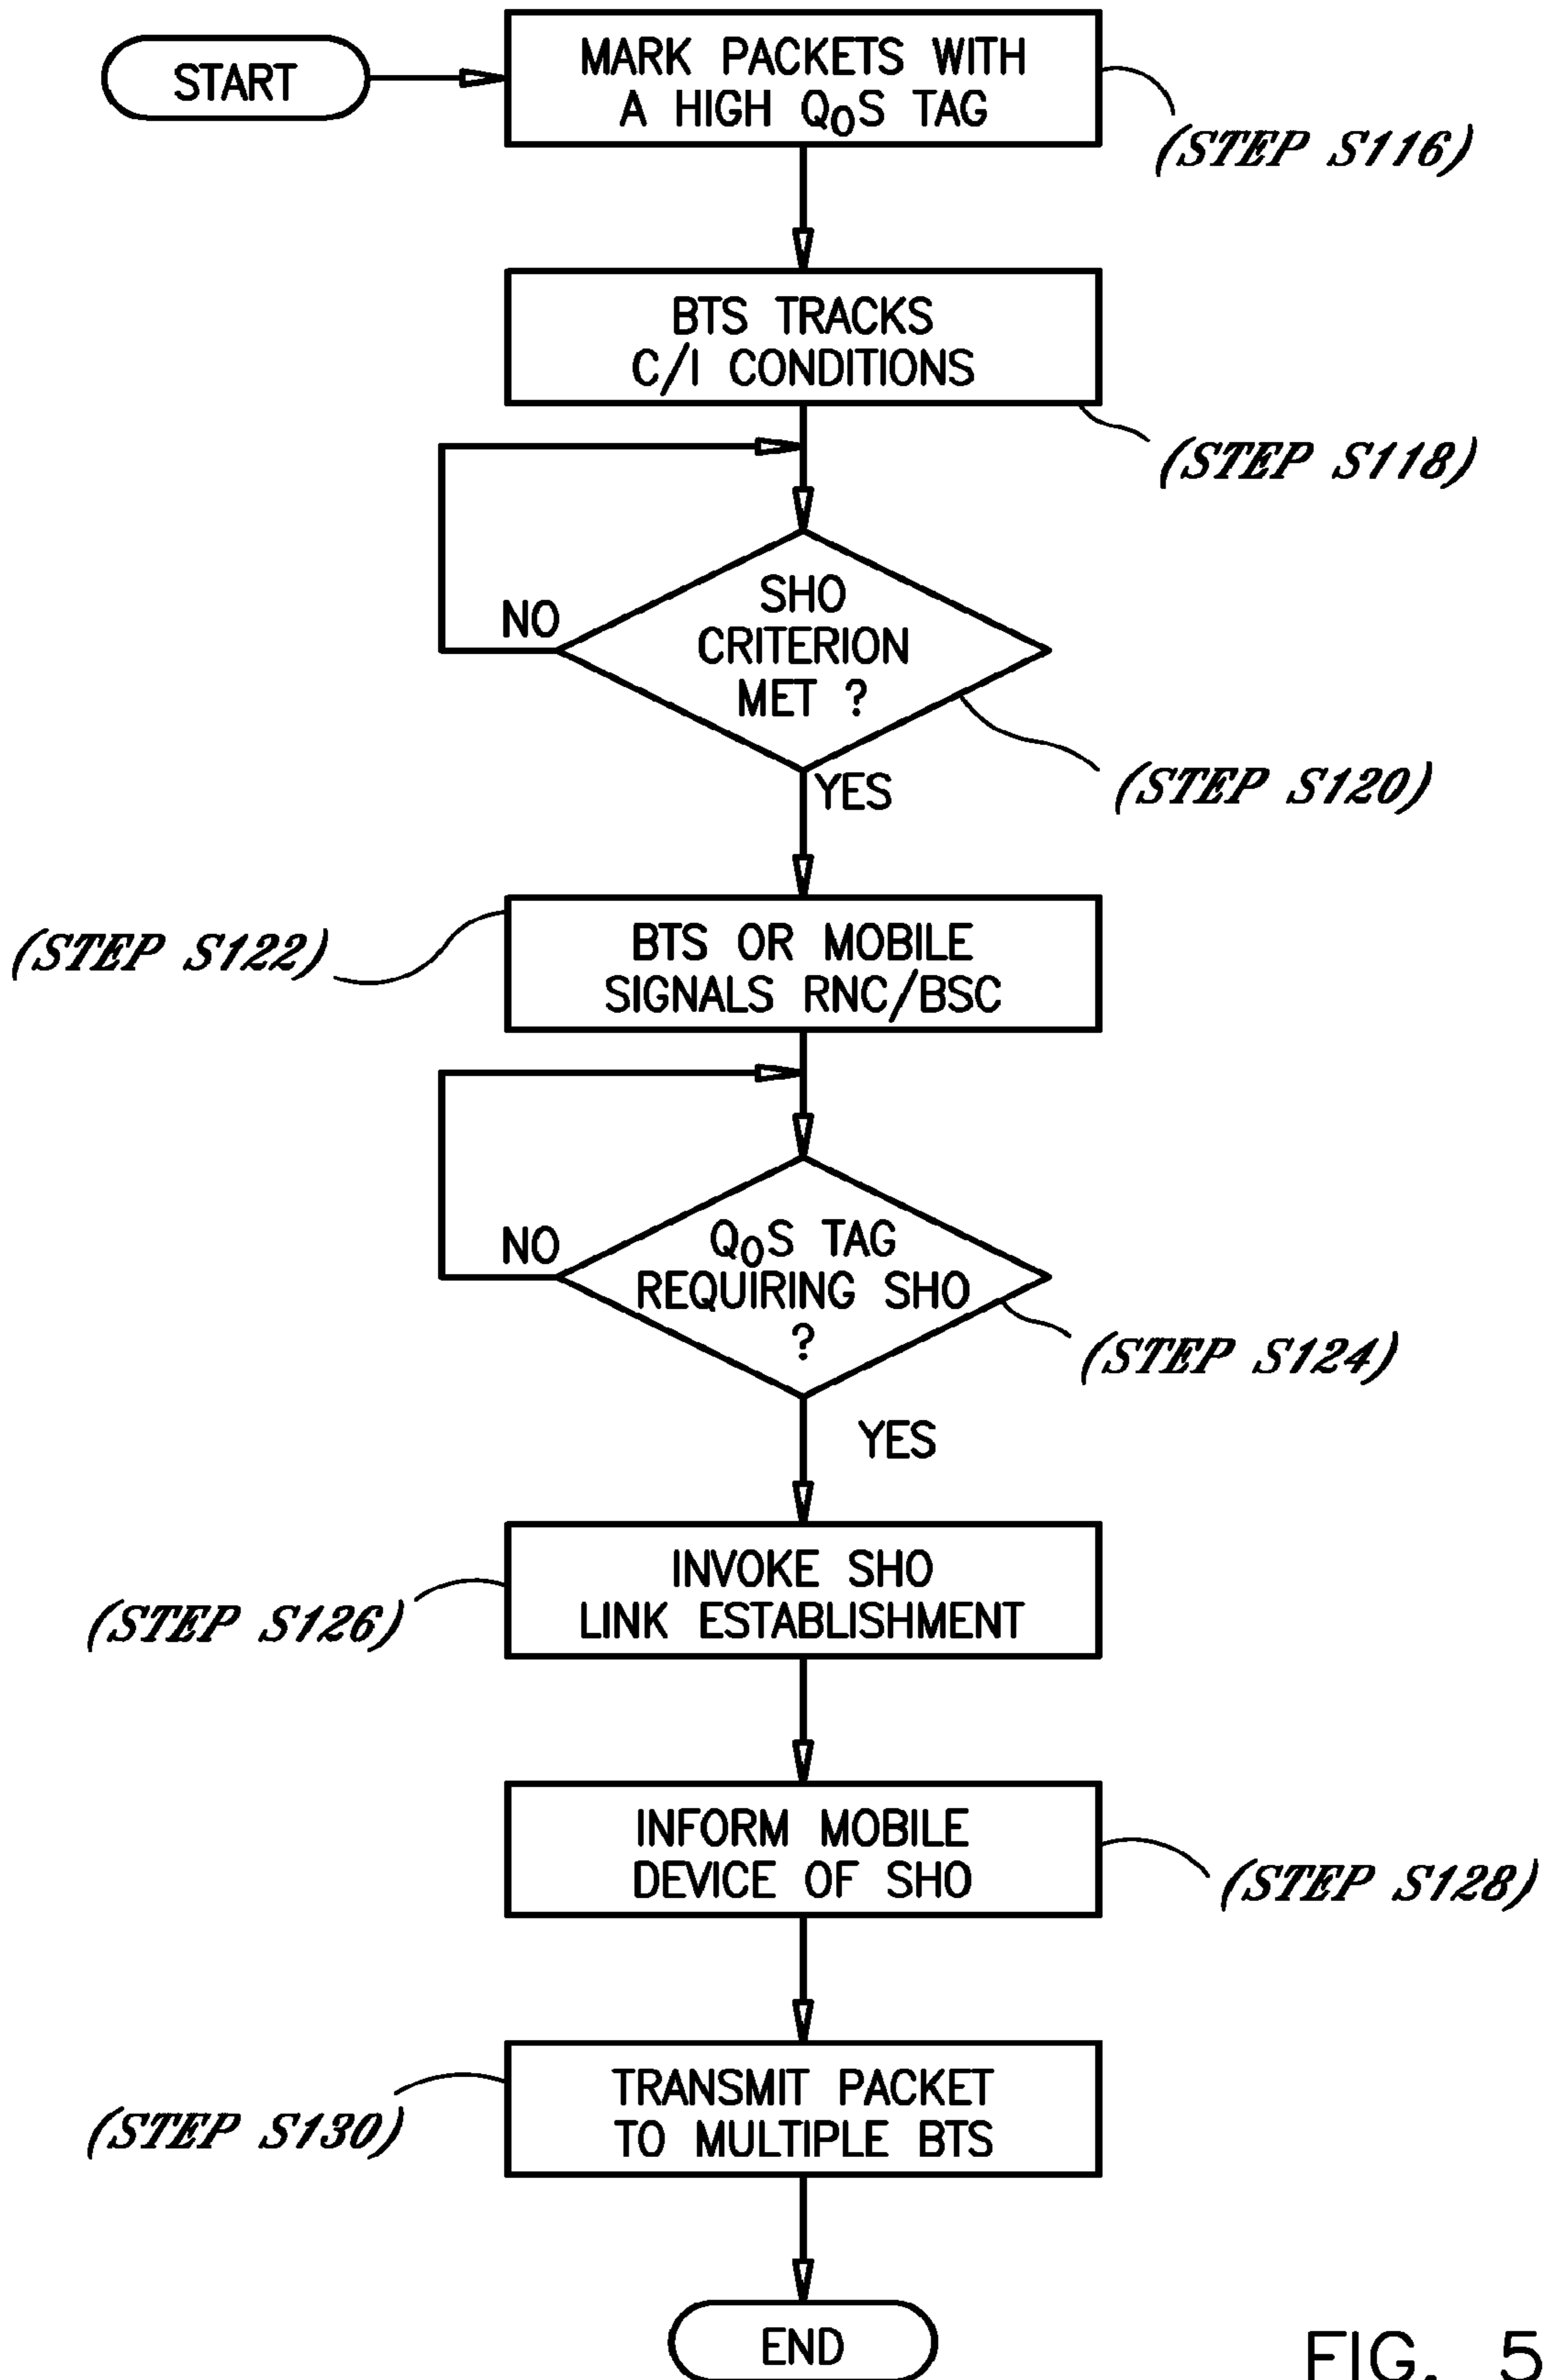 START
MARK PACKETS WITH
A HIGH QoS TAG
(STEP S116)
BTS TRACKS
C/I CONDITIONS
(STEP S118)
SHO
CRITERION
MET ?
NO
(STEP S120)
YES
(STEP S122)
BTS OR MOBILE
SIGNALS RNC/BSC
QoS TAG
REQUIRING SHO
?
NO
(STEP S124)
YES
INVOKE SHO
LINK ESTABLISHMENT
(STEP S126)
INFORM MOBILE
DEVICE OF SHO
(STEP S128)
TRANSMIT PACKET
TO MULTIPLE BTS
(STEP S130)
END
FIG. 5